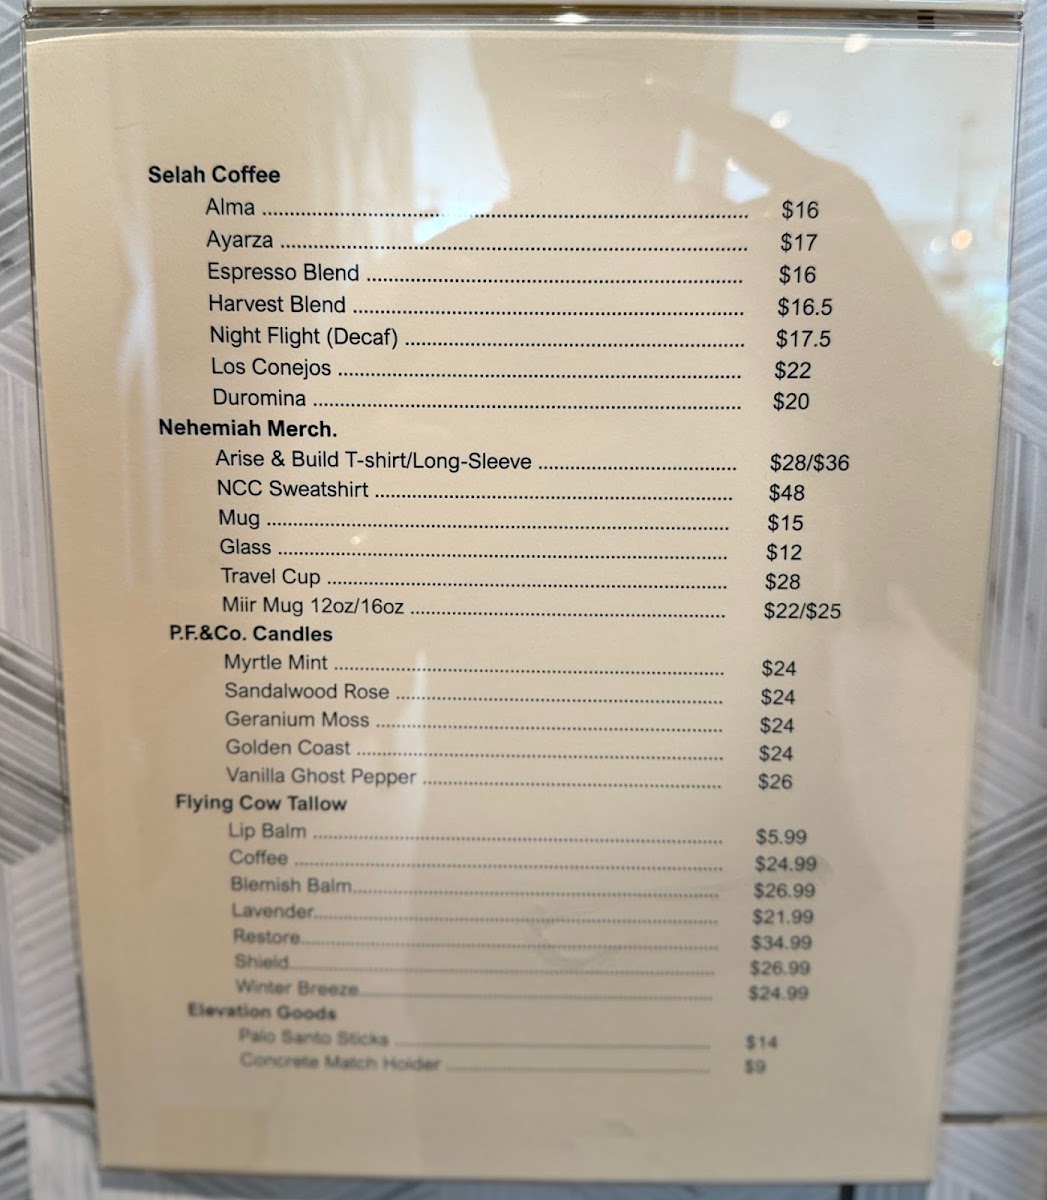 Selah Coffee
Alma ........................ $16
Ayarza ........................ $17
Espresso Blend ........................ $16
Harvest Blend ........................ $16.5
Night Flight (Decaf) ........................ $17.5
Los Conejos ........................ $22
Duromina ........................ $20
Nehemiah Merch.
Arise & Build T-shirt/Long-Sleeve ........................ $28/$36
NCC Sweatshirt ........................ $48
Mug ........................ $15
Glass ........................ $12
Travel Cup ........................ $28
Miir Mug 12oz/16oz ........................ $22/$25
P.F.&Co. Candles
Myrtle Mint ........................ $24
Sandalwood Rose ........................ $24
Geranium Moss ........................ $24
Golden Coast ........................ $24
Vanilla Ghost Pepper ........................ $26
Flying Cow Tallow
Lip Balm ........................ $5.99
Coffee ........................ $24.99
Blemish Balm........................ $26.99
Lavender........................ $21.99
Restore........................ $34.99
Shield........................ $26.99
Winter Breeze........................ $24.99
Elevation Goods
Palo Santo Sticks ........................ $14
Concrete Match Holder ........................ $9